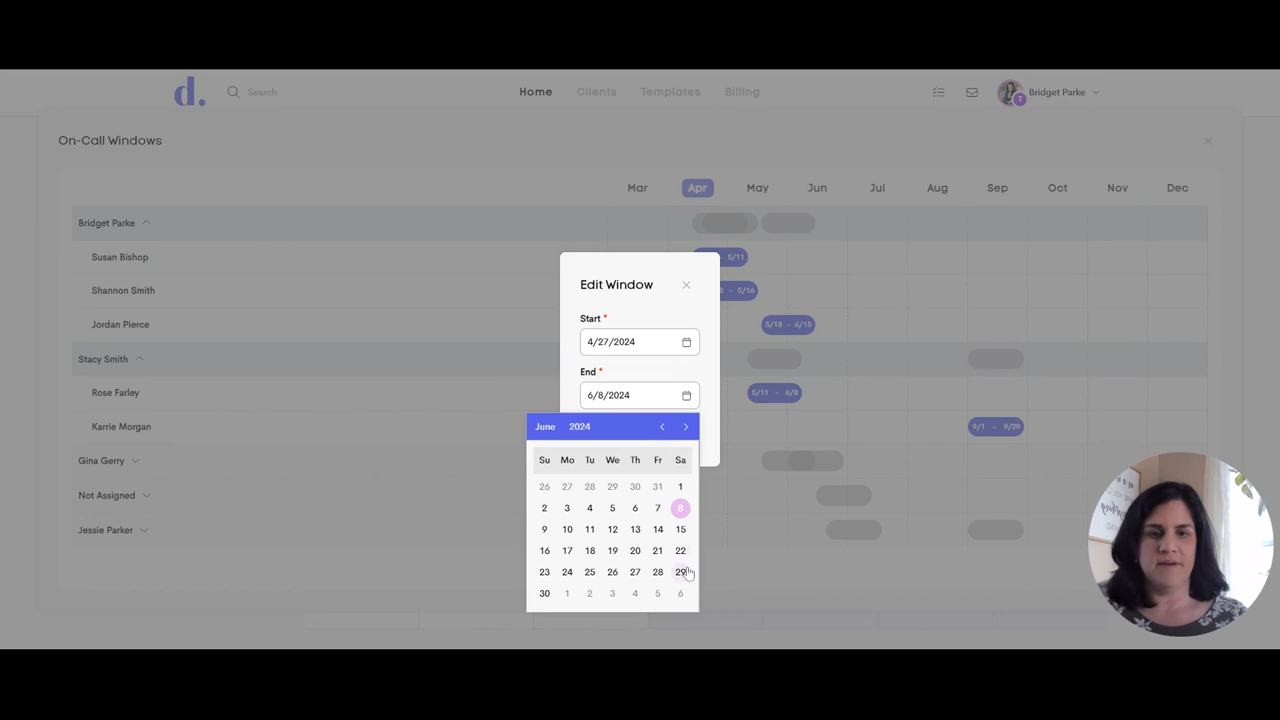 d.
Search
Home
Clients
Templates
Billing
T
Bridget Parke
On-Call Windows
Mar Apr May Jun Jul Aug Sep Oct Nov Dec
Bridget Parke
Susan Bishop
- 5/11
Shannon Smith
- 5/16
Jordan Pierce
5/18 - 6/15
Stacy Smith
Rose Farley
5/11 - 6/8
Karrie Morgan
9/1 - 9/29
Gina Gerry
Not Assigned
Jessie Parker
Edit Window
Start *
4/27/2024
End *
6/8/2024
June 2024
Su Mo Tu We Th Fr Sa
26 27 28 29 30 31 1
2 3 4 5 6 7 8
9 10 11 12 13 14 15
16 17 18 19 20 21 22
23 24 25 26 27 28 29
30 1 2 3 4 5 6